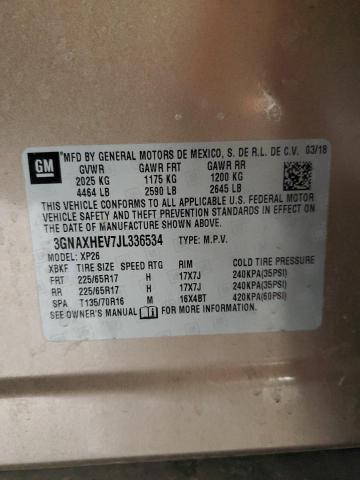 GM
*MFD BY GENERAL MOTORS DE MEXICO, S. DE R.L. DE C.V. 03/18
GVWR GAWR FRT GAWR RR
2025 KG 1175 KG 1200 KG
4464 LB 2590 LB 2645 LB
THIS VEHICLE CONFORMS TO ALL APPLICABLE U.S. FEDERAL MOTOR
VEHICLE SAFETY AND THEFT PREVENTION STANDARDS IN EFFECT ON
THE DATE OF MANUFACTURE SHOWN ABOVE.
3GNAXHEV7JL336534 TYPE: M.P.V.
MODEL: XP26
XBKF TIRE SIZE SPEED RTG RIM COLD TIRE PRESSURE
FRT 225/65R17 H 17X7J 240KPA(35PSI)
RR 225/65R17 H 17X7J 240KPA(35PSI)
SPA T135/70R16 M 16X4BT 420KPA(60PSI)
SEE OWNER'S MANUAL FOR MORE INFORMATION.